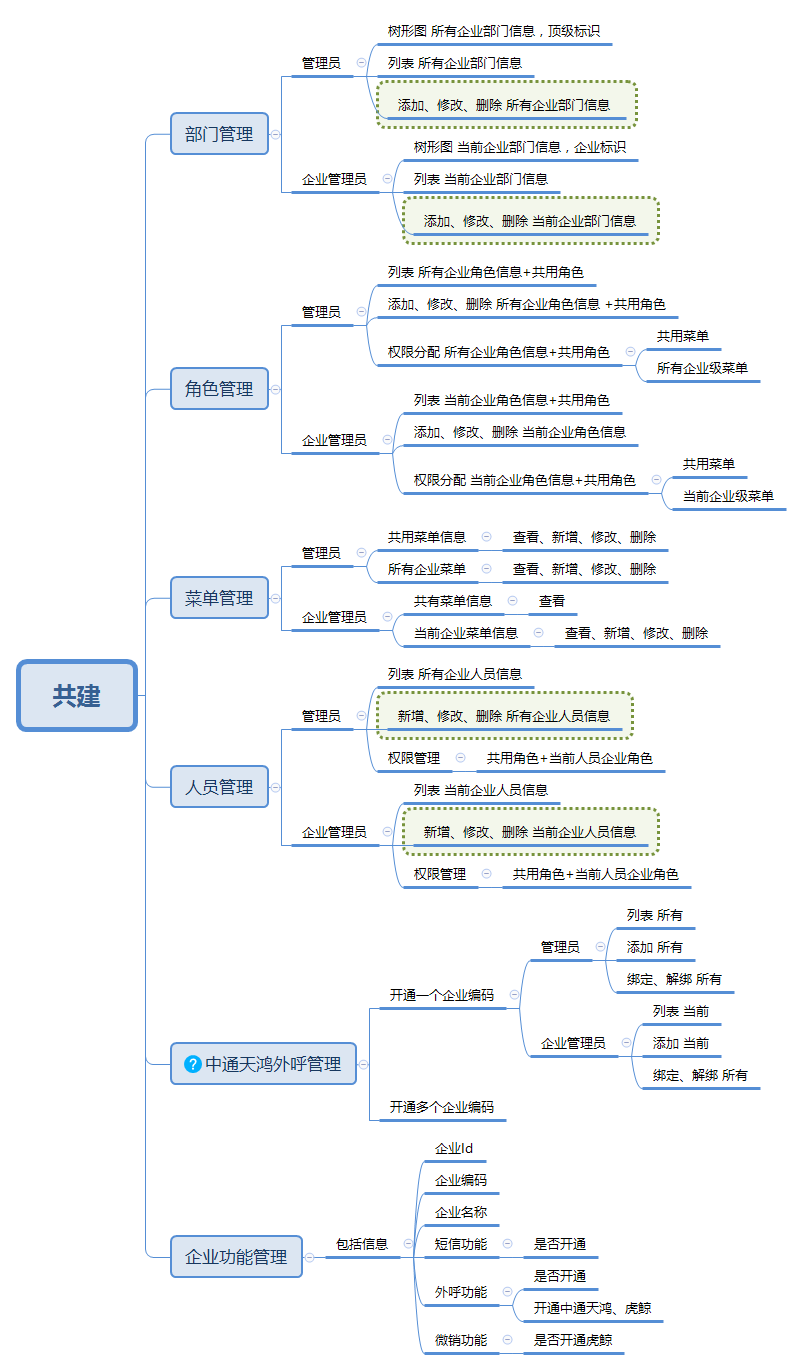 共建
部门管理
管理员
树形图 所有企业部门信息，顶级标识
列表 所有企业部门信息
添加、修改、删除 所有企业部门信息
企业管理员
树形图 当前企业部门信息，企业标识
列表 当前企业部门信息
添加、修改、删除 当前企业部门信息
角色管理
管理员
列表 所有企业角色信息+共用角色
添加、修改、删除 所有企业角色信息 +共用角色
权限分配 所有企业角色信息+共用角色
共用菜单
所有企业级菜单
企业管理员
列表 当前企业角色信息+共用角色
添加、修改、删除 当前企业角色信息
权限分配 当前企业角色信息+共用角色
共用菜单
当前企业级菜单
菜单管理
管理员
共用菜单信息
查看、新增、修改、删除
所有企业菜单
查看、新增、修改、删除
企业管理员
共有菜单信息
查看
当前企业菜单信息
查看、新增、修改、删除
人员管理
管理员
列表 所有企业人员信息
新增、修改、删除 所有企业人员信息
权限管理
共用角色+当前人员企业角色
企业管理员
列表 当前企业人员信息
新增、修改、删除 当前企业人员信息
权限管理
共用角色+当前人员企业角色
?中通天鸿外呼管理
开通一个企业编码
管理员
列表 所有
添加 所有
绑定、解绑 所有
企业管理员
列表 当前
添加 当前
绑定、解绑 所有
开通多个企业编码
企业功能管理
包括信息
企业Id
企业编码
企业名称
短信功能
是否开通
外呼功能
是否开通
开通中通天鸿、虎鲸
微销功能
是否开通虎鲸